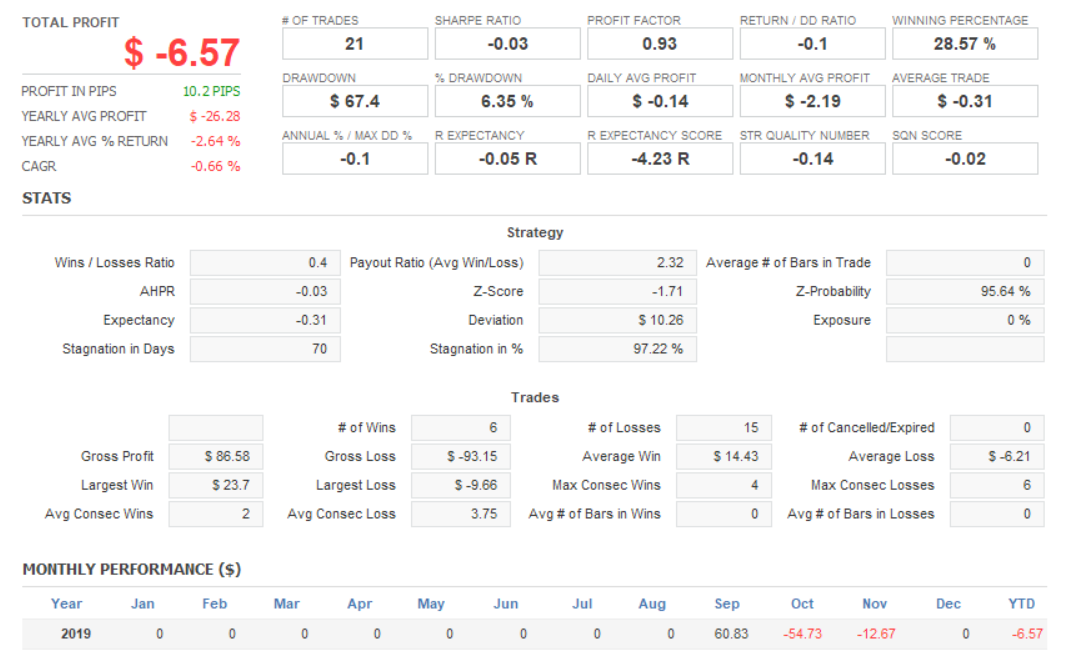 TOTAL PROFIT
$ -6.57
PROFIT IN PIPS 10.2 PIPS
YEARLY AVG PROFIT $ -26.28
YEARLY AVG % RETURN -2.64 %
CAGR -0.66 %
# OF TRADES SHARPE RATIO PROFIT FACTOR RETURN / DD RATIO WINNING PERCENTAGE
21 -0.03 0.93 -0.1 28.57 %
DRAWDOWN % DRAWDOWN DAILY AVG PROFIT MONTHLY AVG PROFIT AVERAGE TRADE
$ 67.4 6.35 % $ -0.14 $ -2.19 $ -0.31
ANNUAL % / MAX DD % R EXPECTANCY R EXPECTANCY SCORE STR QUALITY NUMBER SQN SCORE
-0.1 -0.05 R -4.23 R -0.14 -0.02
STATS
Strategy
Wins / Losses Ratio 0.4 Payout Ratio (Avg Win/Loss) 2.32 Average # of Bars in Trade 0
AHPR -0.03 Z-Score -1.71 Z-Probability 95.64 %
Expectancy -0.31 Deviation $ 10.26 Exposure 0 %
Stagnation in Days 70 Stagnation in % 97.22 %
Trades
# of Wins 6 # of Losses 15 # of Cancelled/Expired 0
Gross Profit $ 86.58 Gross Loss $ -93.15 Average Win $ 14.43 Average Loss $ -6.21
Largest Win $ 23.7 Largest Loss $ -9.66 Max Consec Wins 4 Max Consec Losses 6
Avg Consec Wins 2 Avg Consec Loss 3.75 Avg # of Bars in Wins 0 Avg # of Bars in Losses 0
MONTHLY PERFORMANCE ($)
Year Jan Feb Mar Apr May Jun Jul Aug Sep Oct Nov Dec YTD
2019 0 0 0 0 0 0 0 0 60.83 -54.73 -12.67 0 -6.57